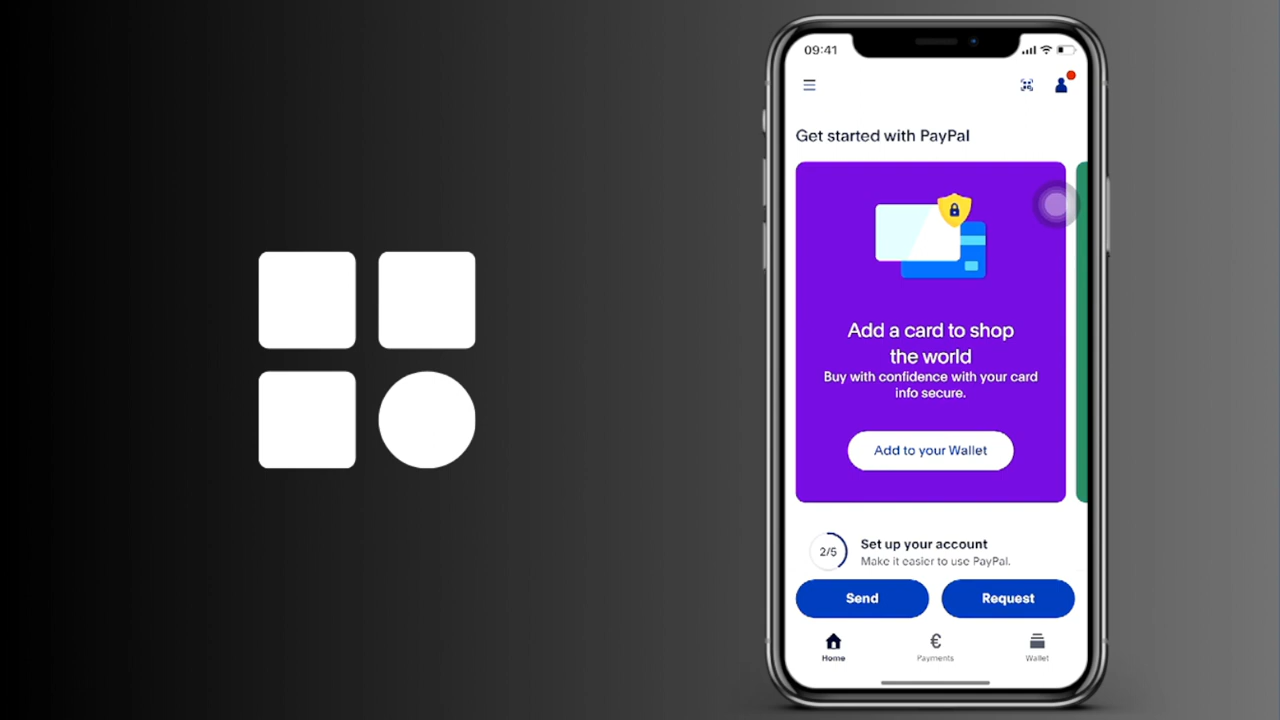 09:41
Get started with PayPal
Add a card to shop
the world
Buy with confidence with your card
info secure.
Add to your Wallet
2/5
Set up your account
Make it easier to use PayPal.
Send
Request
€
Home
Payments
Wallet